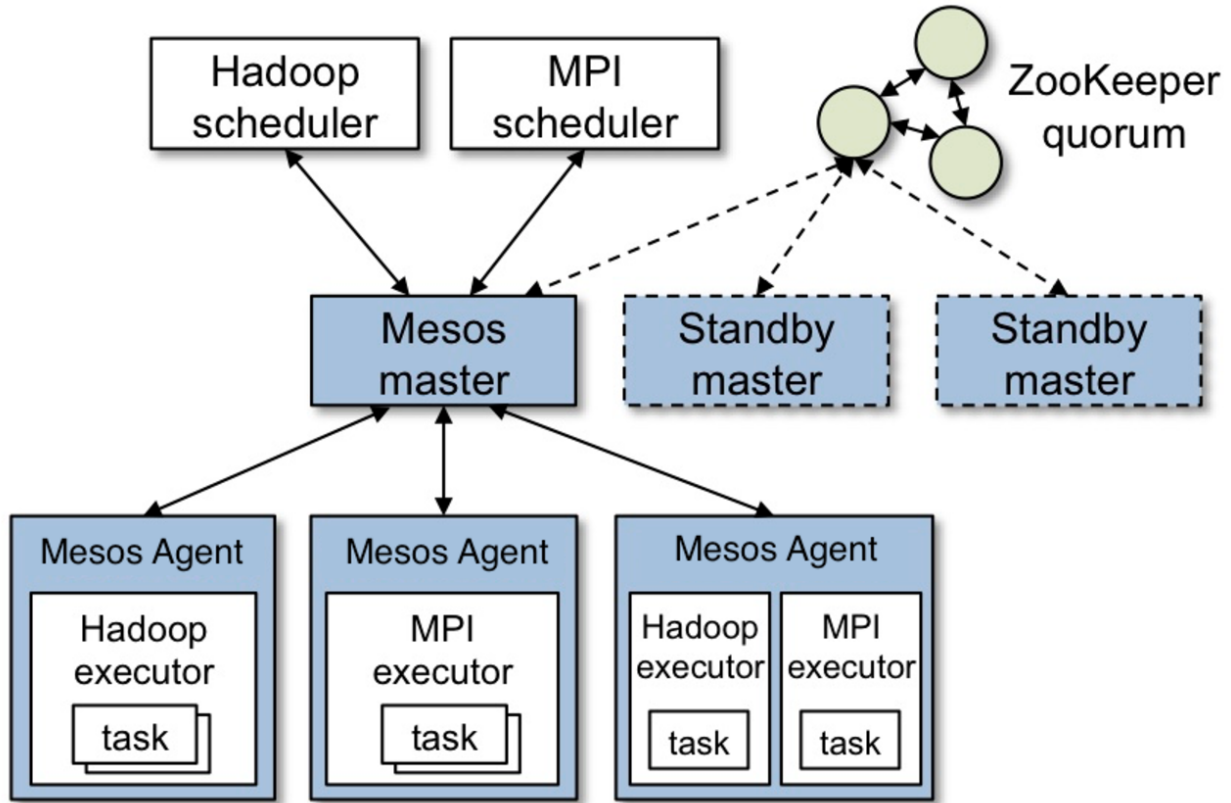 Hadoop
scheduler
MPI
scheduler
ZooKeeper
quorum
Mesos
master
Standby
master
Standby
master
Mesos Agent
Hadoop
executor
task
Mesos Agent
MPI
executor
task
Mesos Agent
Hadoop
executor
task
MPI
executor
task